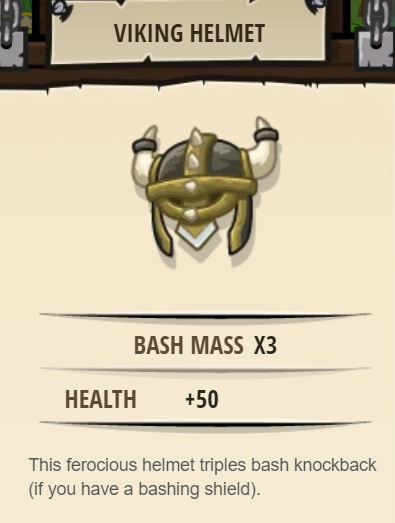 VIKING HELMET
BASH MASS X3
HEALTH +50
This ferocious helmet triples bash knockback
(if you have a bashing shield).